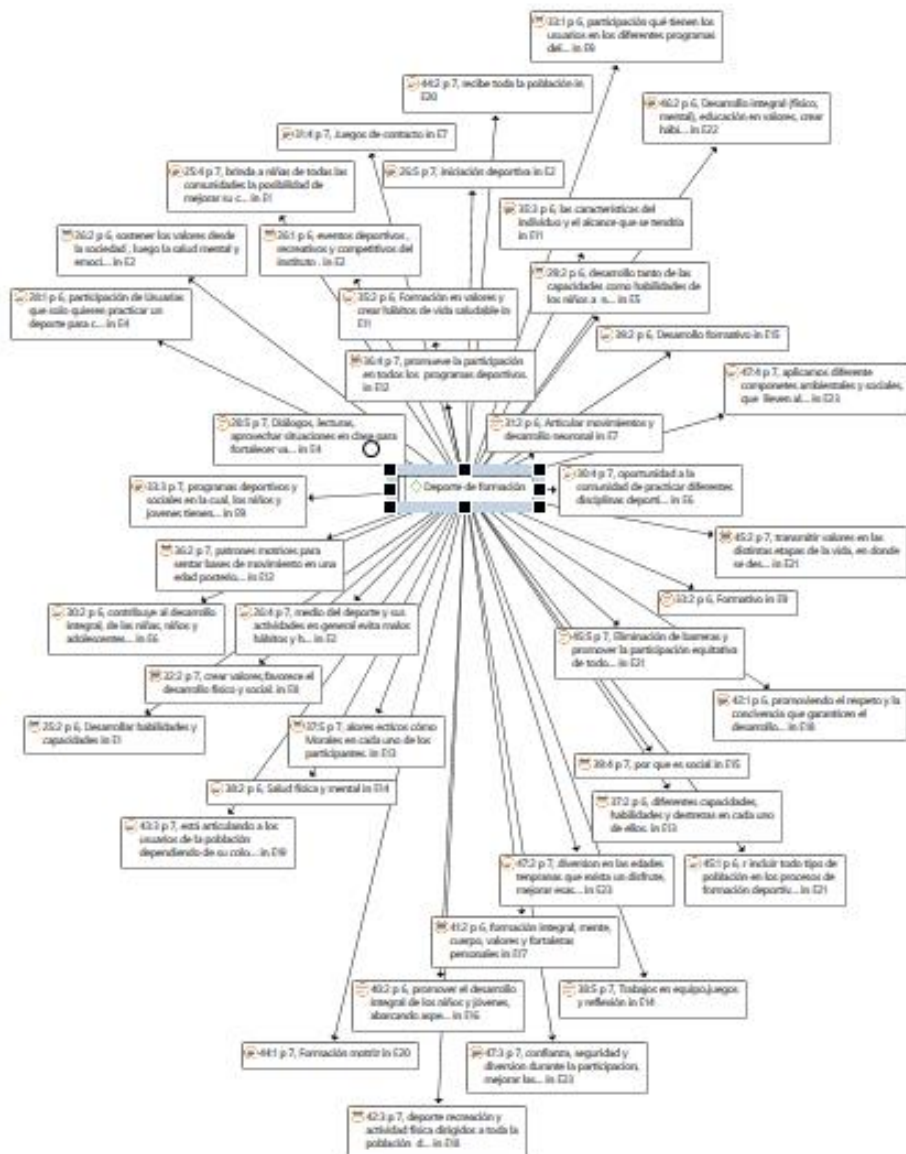 33:1 p 6, participación qué tienen los
usuarios en los diferentes programas
del... in E9
44:2 p 7, recibe toda la población in
E20
46:2 p 6, Desarrollo integral (físico,
mental), educación en valores, crear
hábi... in E22
31:4 p 7, Juegos de contacto in E7
25:4 p 7, brinda a niñas de todas las
comunidades la posibilidad de
mejorar su c... in E1
26:5 p 7, iniciación deportiva in E2
35:3 p 6, las características del
individuo y el alcance que se tendría
in E11
26:2 p 6, sostener los valores desde
la sociedad , luego la salud mental y
emoci... in E2
26:1 p 6, eventos deportivos ,
recreativos y competitivos del
instituto . in E2
29:2 p 6, desarrollo tanto de las
capacidades como habilidades de
los niños a n... in E5
28:1 p 6, participación de Usuarias
que solo quieren practicar un
deporte para c... in E4
35:2 p 6, Formación en valores y
crear hábitos de vida saludable in
E11
39:2 p 6, Desarrollo formativo in E15
36:4 p 7, promueve la participación
en todos los programas deportivos.
in E12
47:4 p 7, aplicamos diferente
componetes ambientales y sociales,
que lleven al... in E23
28:5 p 7, Diálogos, lecturas,
aprovechar situaciones en clase para
fortalecer va... in E4
31:2 p 6, Articular movimientos y
desarrollo neuronal in E7
Deporte de formación
30:4 p 7, oportunidad a la
comunidad de practicar diferentes
disciplinas deporti... in E6
33:3 p 7, programas deportivos y
sociales en la cual, los niños y
jovenes tienes... in E9
45:2 p 7, transmitir valores en las
distintas etapas de la vida, en donde
se des... in E21
36:2 p 7, patrones motrices para
sentar bases de movimiento en una
edad posterio... in E12
33:2 p 6, Formativo in E9
30:2 p 6, contribuye al desarrollo
integral, de las niñas, niños y
adolescentes... in E6
26:4 p 7, medio del deporte y sus
actividades en general evita malos
hábitos y h... in E2
45:5 p 7, Eliminación de barreras y
promover la participación equitativa
de todo... in E21
32:2 p 7, crear valores,favorece el
desarrollo físico y social. in E8
42:1 p 6, promoviendo el respeto y la
convivencia que garanticen el
desarrollo... in E18
25:2 p 6, Desarrollar habilidades y
capacidades in E1
37:5 p 7, alores ecticos cómo
Morales en cada uno de los
participantes. in E13
39:4 p 7, por que es social in E15
38:2 p 6, Salud física y mental in E14
37:2 p 6, diferentes capacidades,
habilidades y destrezas en cada uno
de ellos. in E13
43:3 p 7, está articulando a los
usuarios de la población
dependiendo de su colo... in E19
47:2 p 7, diversion en las edades
tenpranas que exista un disfrute,
mejorar esas... in E23
45:1 p 6, r incluir todo tipo de
población en los procesos de
formación deportiv... in E21
41:2 p 6, formación integral, mente,
cuerpo, valores y fortaletas
personales in E17
40:2 p 6, promover el desarrollo
integral de los niños y jóvenes,
abarcando aspe... in E16
38:5 p 7, Trabajos en equipo,juegos
y reflexión in E14
44:1 p 7, Formación motriz in E20
47:3 p 7, confianza, seguridad y
diversion durante la participacion,
mejorar las... in E23
42:3 p 7, deporte recreación y
actividad física dirigidos a toda la
población d... in E18